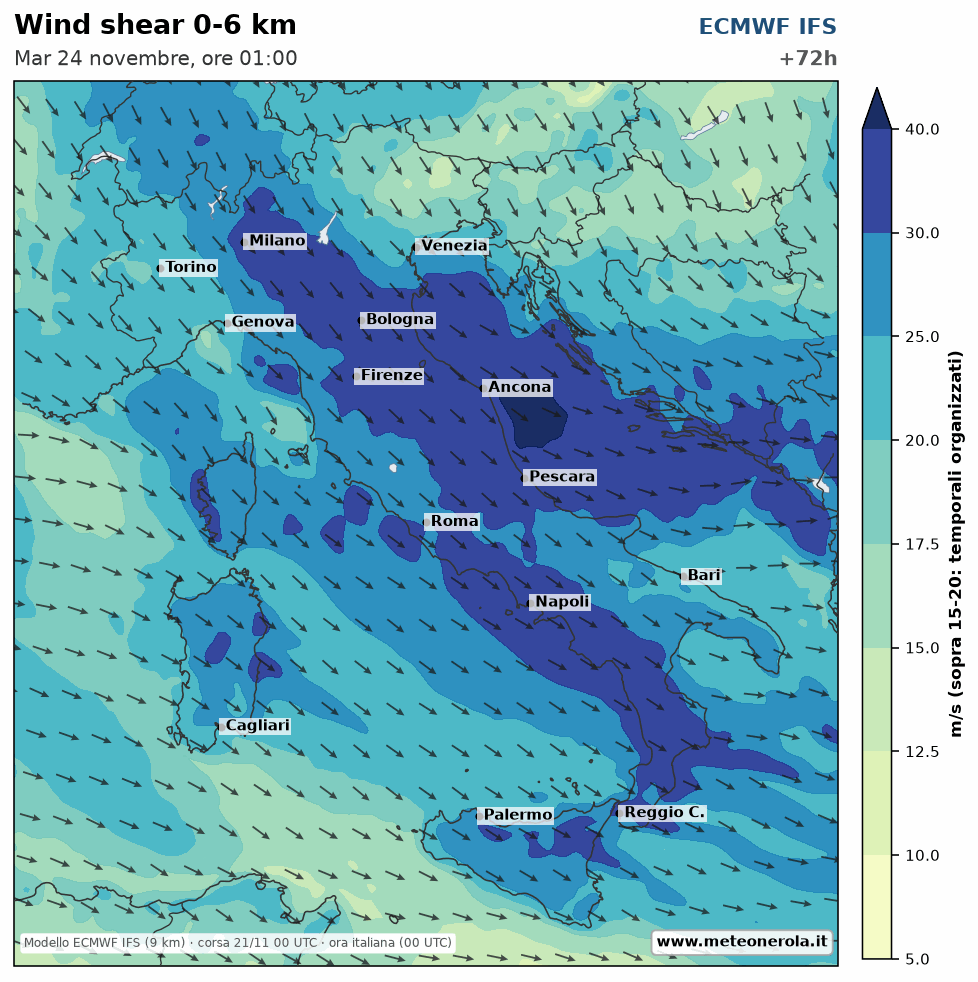 Wind shear 0-6 km
ECMWF IFS
Mar 24 novembre, ore 01:00
+72h
40.0
30.0
25.0
20.0
17.5
15.0
12.5
10.0
5.0
m/s (sopra 15-20: temporali organizzati)
Milano
Venezia
Torino
Genova
Bologna
Firenze
Ancona
Pescara
Roma
Bari
Napoli
Cagliari
Palermo
Reggio C.
Modello ECMWF IFS (9 km) · corsa 21/11 00 UTC · ora italiana (00 UTC)
www.meteonerola.it